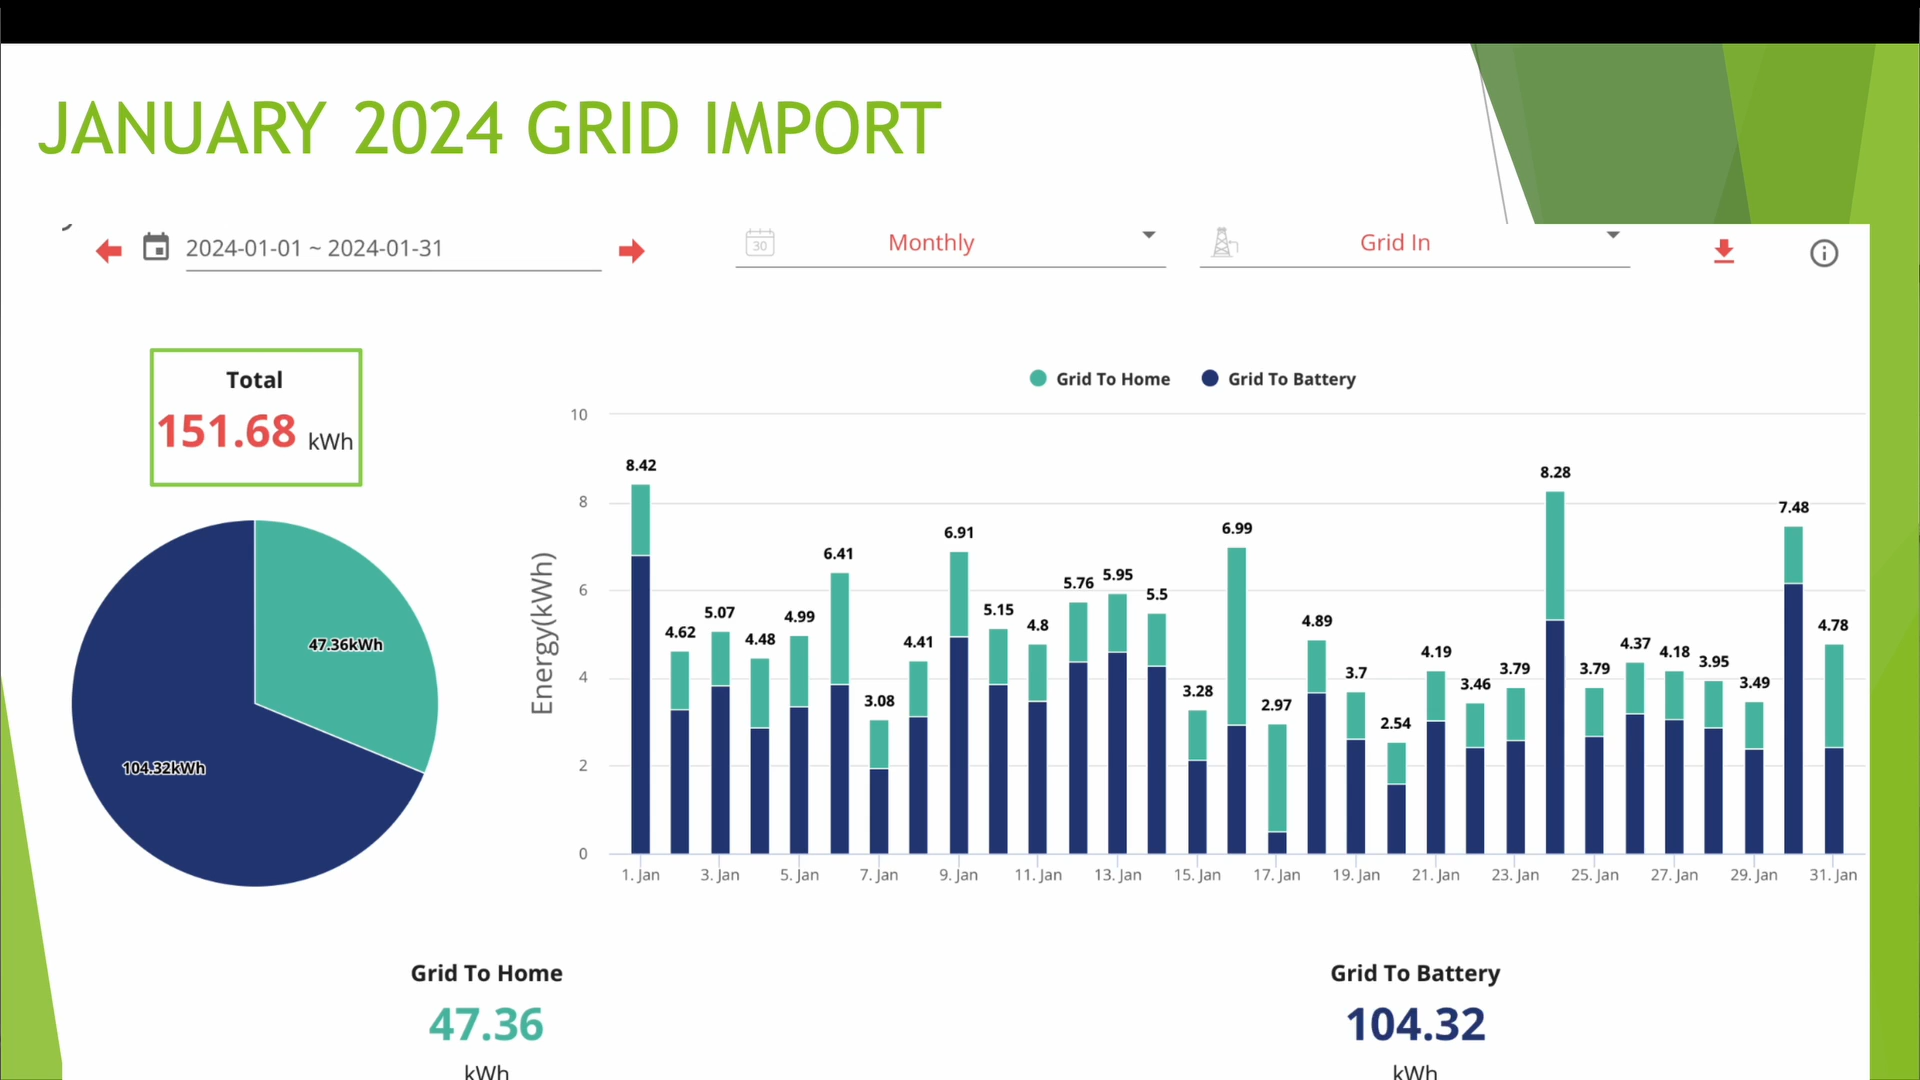 JANUARY 2024 GRID IMPORT
2024-01-01 ~ 2024-01-31
30
Monthly
Grid In
Total
151.68 kWh
47.36kWh
104.32kWh
Grid To Home
Grid To Battery
Energy(kWh)
10
8
6
4
2
0
8.42
4.62
5.07
4.48
4.99
6.41
3.08
4.41
6.91
5.15
4.8
5.76
5.95
5.5
3.28
6.99
2.97
4.89
3.7
2.54
4.19
3.46
3.79
8.28
3.79
4.37
4.18
3.95
3.49
7.48
4.78
1. Jan
3. Jan
5. Jan
7. Jan
9. Jan
11. Jan
13. Jan
15. Jan
17. Jan
19. Jan
21. Jan
23. Jan
25. Jan
27. Jan
29. Jan
31. Jan
Grid To Home
47.36
kWh
Grid To Battery
104.32
kWh